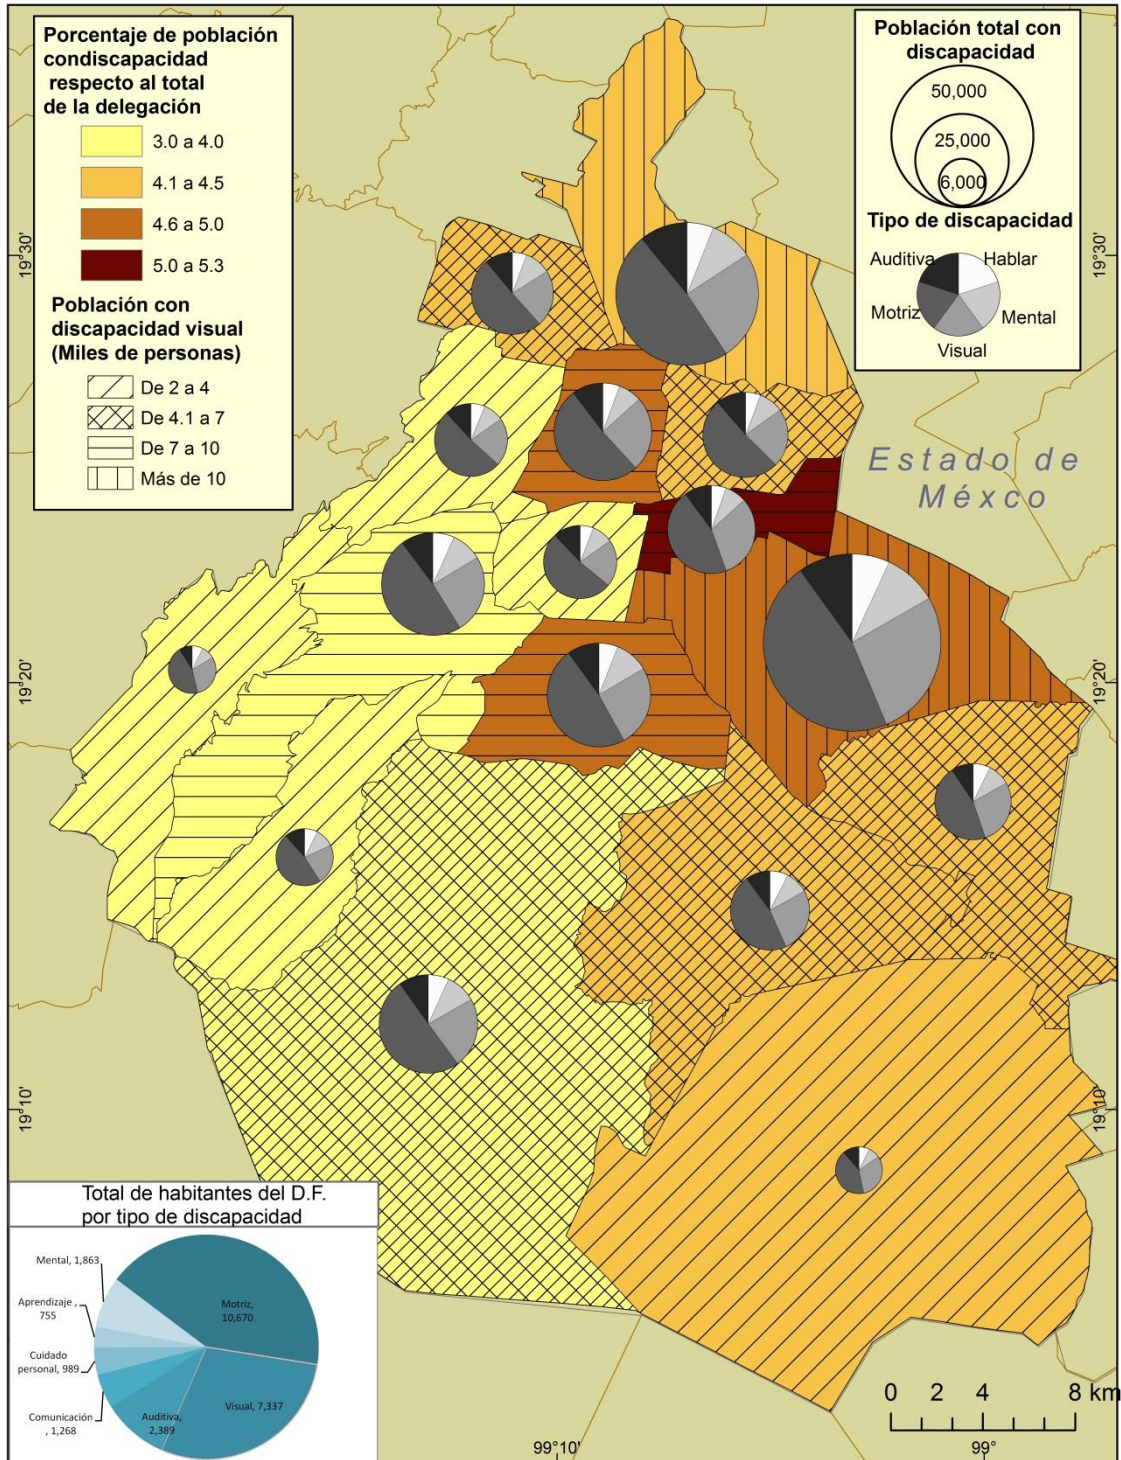 Porcentaje de población
condiscapacidad
respecto al total
de la delegación
3.0 a 4.0
4.1 a 4.5
4.6 a 5.0
5.0 a 5.3
Población con
discapacidad visual
(Miles de personas)
De 2 a 4
De 4.1 a 7
De 7 a 10
Más de 10
Población total con
discapacidad
50,000
25,000
6,000
Tipo de discapacidad
Auditiva
Hablar
Motriz
Mental
Visual
19°30'
19°30'
Estado de
México
19°20'
19°20'
19°10'
19°10'
Total de habitantes del D.F.
por tipo de discapacidad
Mental, 1,863
Motriz,
10,670
Aprendizaje ,
755
Cuidado
personal, 989
Visual, 7,337
Comunicación
, 1,268
Auditiva,
2,389
0 2 4 8 km
99°10'
99°